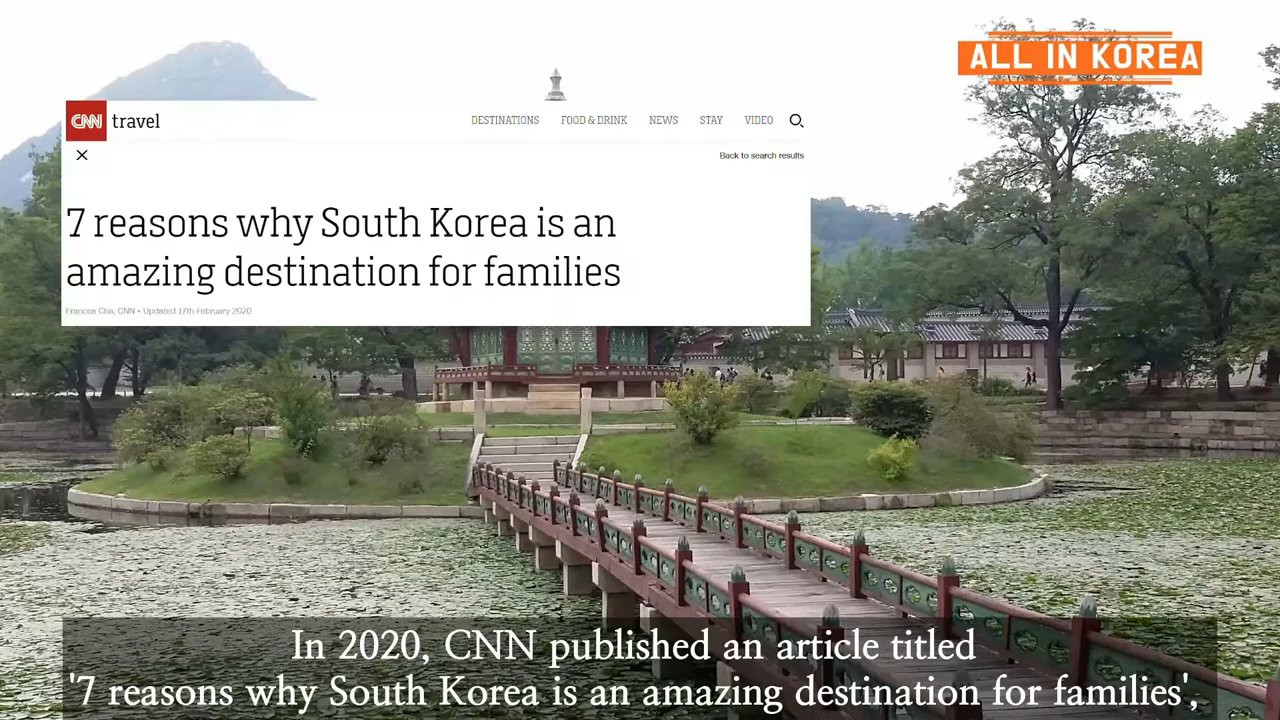 ALL IN KOREA
CNN travel
DESTINATIONS FOOD & DRINK NEWS STAY VIDEO
Back to search results
7 reasons why South Korea is an
amazing destination for families
Frances Cha, CNN • Updated 17th February 2020
In 2020, CNN published an article titled
'7 reasons why South Korea is an amazing destination for families',